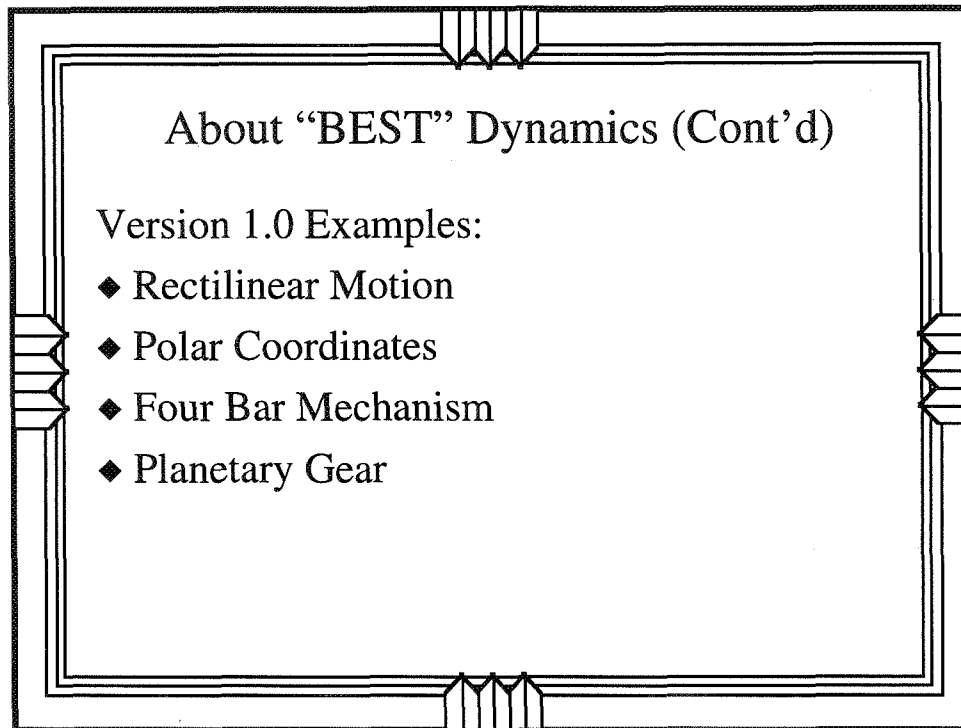 About “BEST” Dynamics (Cont’d)
Version 1.0 Examples:
◆ Rectilinear Motion
◆ Polar Coordinates
◆ Four Bar Mechanism
◆ Planetary Gear